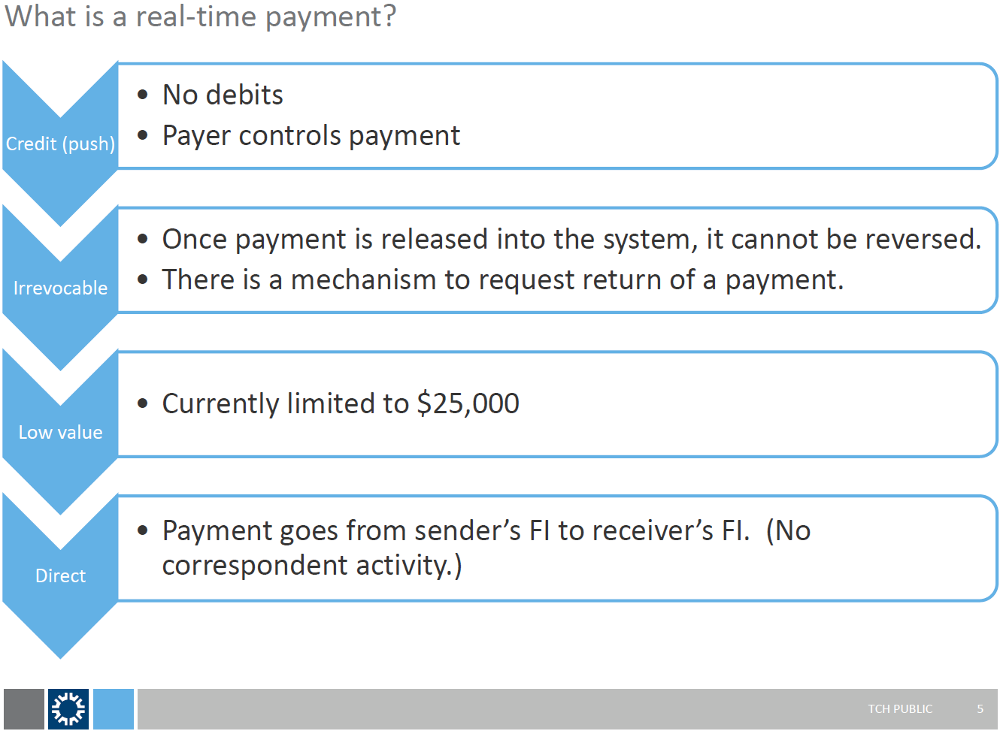 What is a real-time payment?
Credit (push)
• No debits
• Payer controls payment
Irrevocable
• Once payment is released into the system, it cannot be reversed.
• There is a mechanism to request return of a payment.
Low value
• Currently limited to $25,000
Direct
• Payment goes from sender’s FI to receiver’s FI.  (No
correspondent activity.)
TCH PUBLIC
5